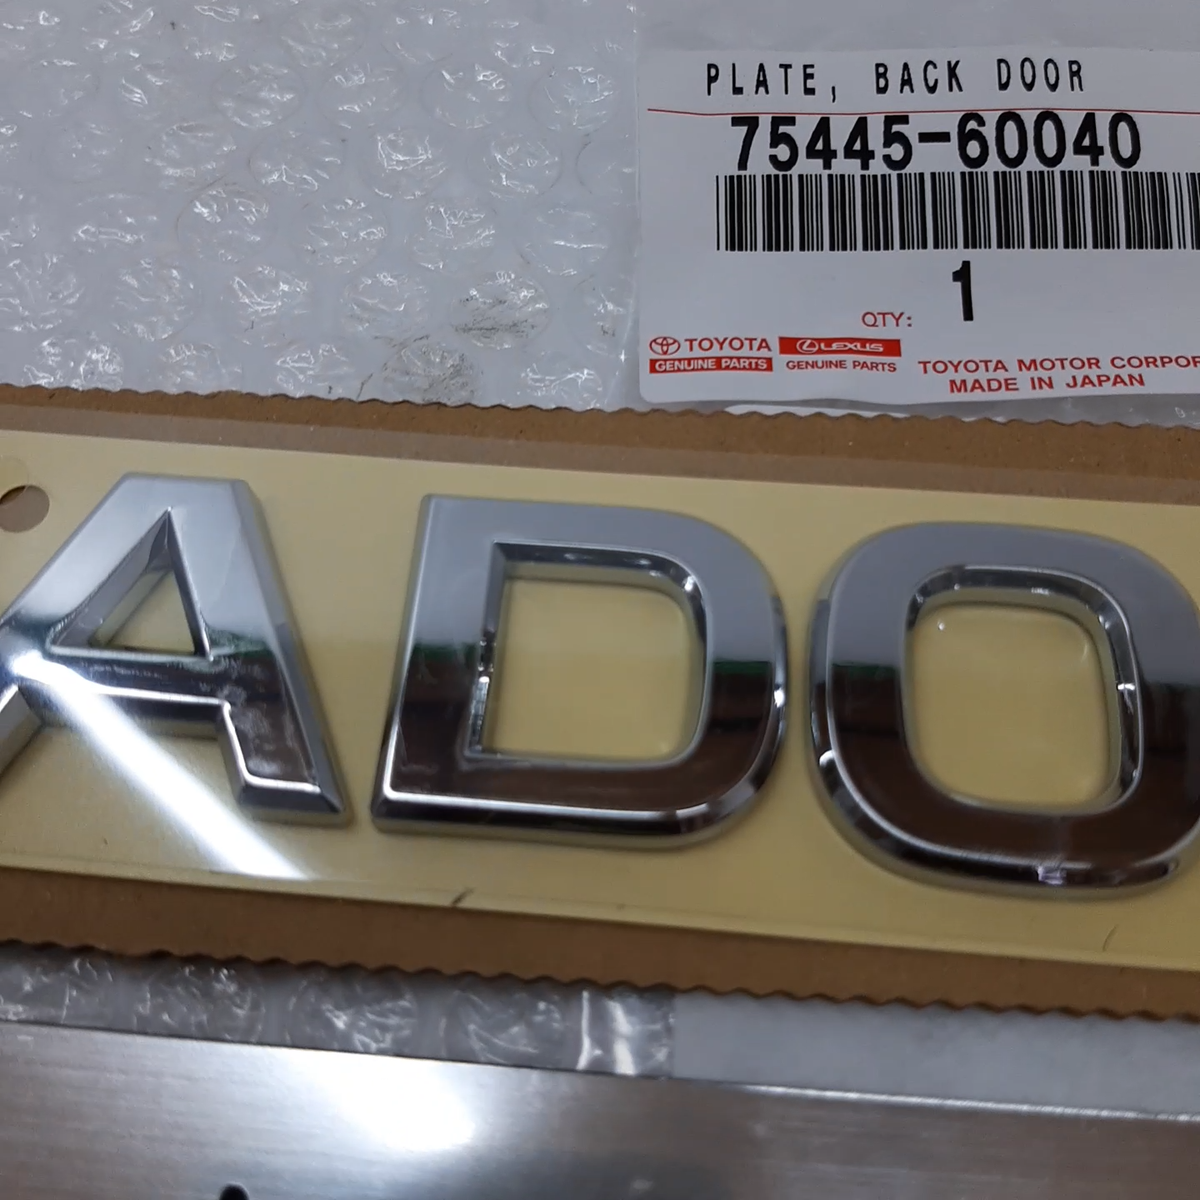 PLATE, BACK DOOR
75445-60040
1
QTY:
TOYOTA LEXUS
GENUINE PARTS GENUINE PARTS
TOYOTA MOTOR CORPOR
MADE IN JAPAN
ADO